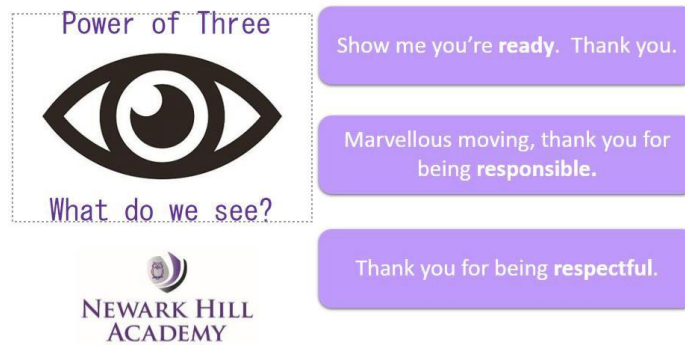 Power of Three
What do we see?
NEWARK HILL
ACADEMY
Show me you're ready. Thank you.
Marvellous moving, thank you for
being responsible.
Thank you for being respectful.